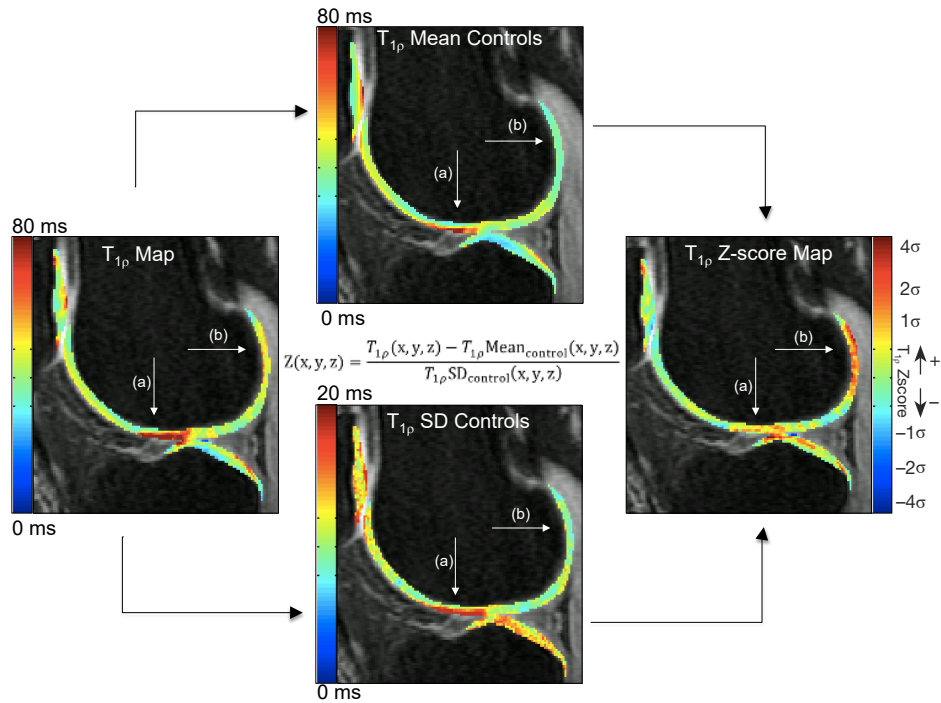 80 ms
T1ρ Mean Controls
(b)
(a)
0 ms
80 ms
T1ρ Map
(b)
(a)
0 ms
Z(x, y, z) = T1ρ(x, y, z) − T1ρMeancontrol(x, y, z) / T1ρSDcontrol(x, y, z)
20 ms
T1ρ SD Controls
(b)
(a)
0 ms
T1ρ Z-score Map
(b)
(a)
4σ
2σ
1σ
T1ρ Zscore
+
−
−1σ
−2σ
−4σ